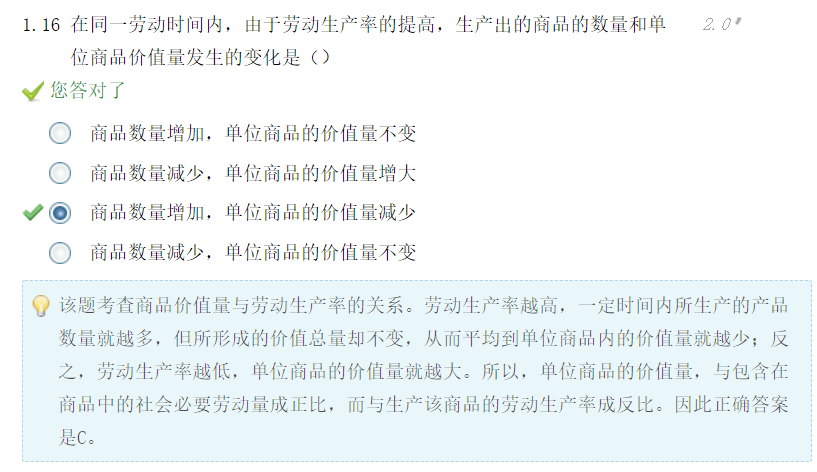 1.16 在同一劳动时间内，由于劳动生产率的提高，生产出的商品的数量和单 2.0
位商品价值量发生的变化是（）
您答对了
商品数量增加，单位商品的价值量不变
商品数量减少，单位商品的价值量增大
商品数量增加，单位商品的价值量减少
商品数量减少，单位商品的价值量不变
该题考查商品价值量与劳动生产率的关系。劳动生产率越高，一定时间内所生产的产品
数量就越多，但所形成的价值总量却不变，从而平均到单位商品内的价值量就越少；反
之，劳动生产率越低，单位商品的价值量就越大。所以，单位商品的价值量，与包含在
商品中的社会必要劳动量成正比，而与生产该商品的劳动生产率成反比。因此正确答案
是C。